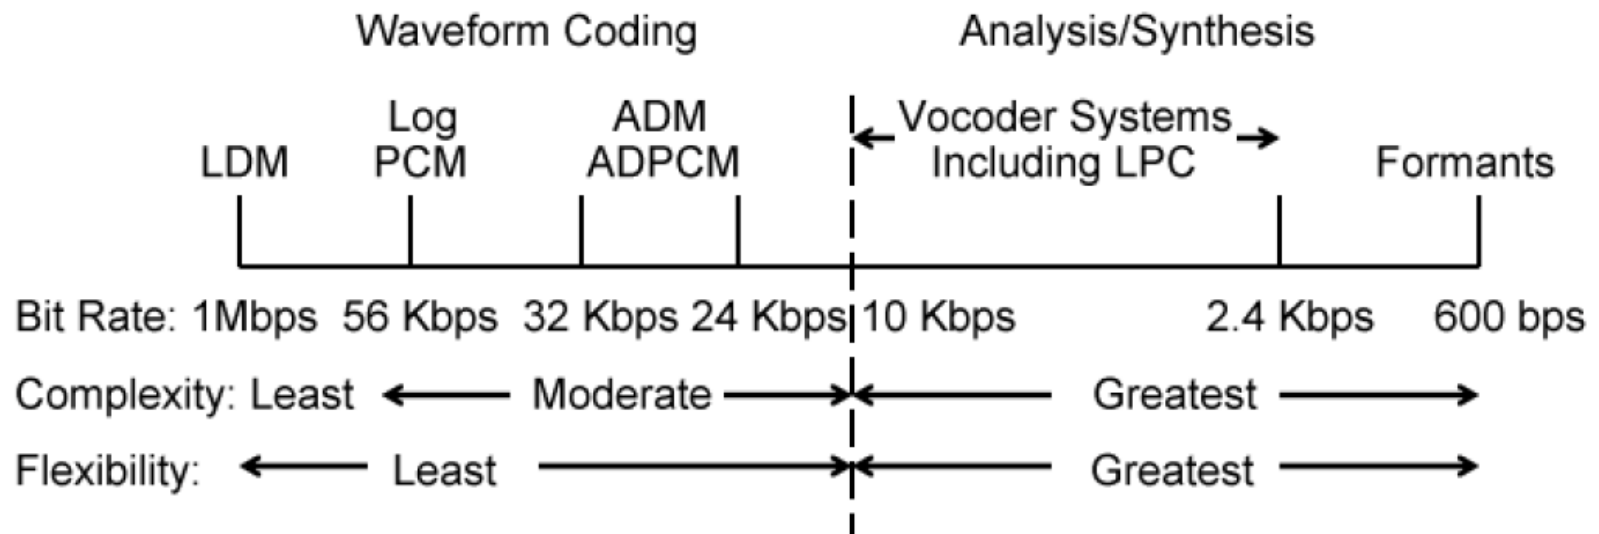 Waveform Coding Analysis/Synthesis
Log ADM Vocoder Systems
LDM PCM ADPCM Including LPC Formants
Bit Rate: 1Mbps 56 Kbps 32 Kbps 24 Kbps 10 Kbps 2.4 Kbps 600 bps
Complexity: Least Moderate Greatest
Flexibility: Least Greatest